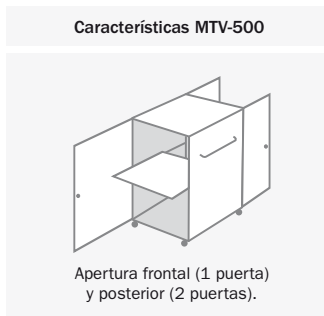 Características MTV-500
Apertura frontal (1 puerta)
y posterior (2 puertas).